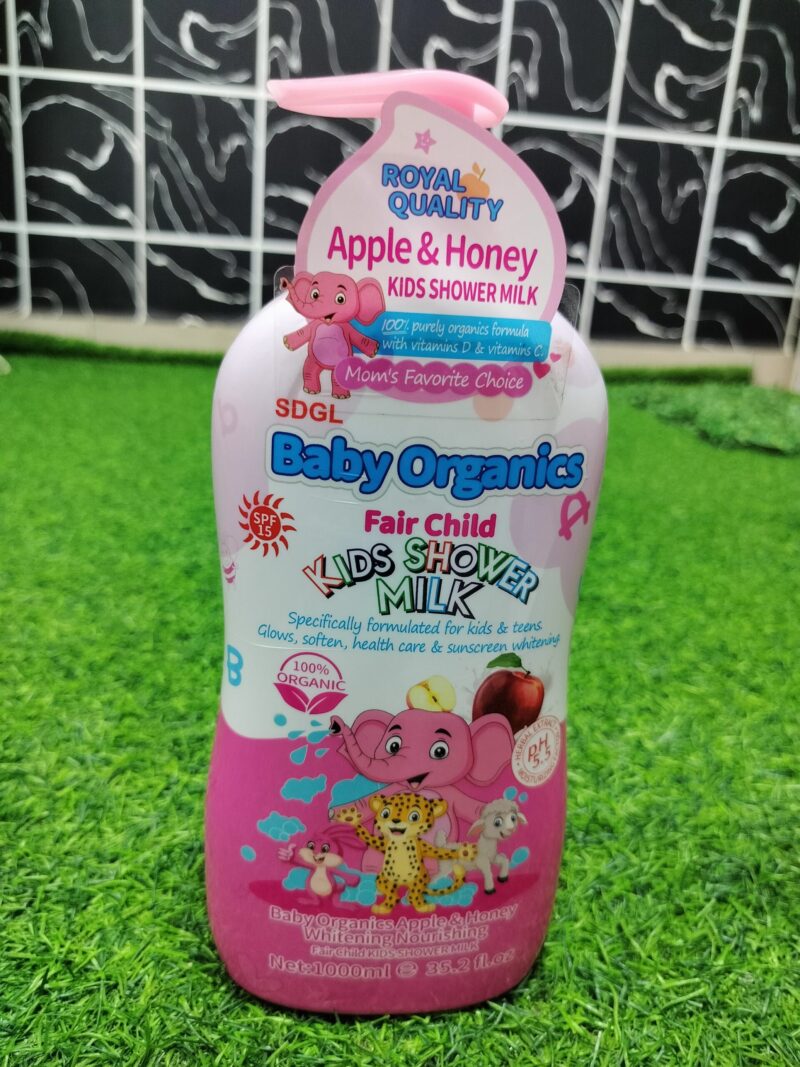 ROYAL
QUALITY
Apple & Honey
KIDS SHOWER MILK
100% purely organics formula
with vitamins D & vitamins C.
Mom's Favorite Choice
SDGL
Baby Organics
SPF
15
Fair Child
KIDS SHOWER
MILK
Specifically formulated for kids & teens.
Glows, soften, health care & sunscreen whitening.
B
100%
ORGANIC
HERBAL EXTRACT
PH
5.5
Baby Organics Apple & Honey
Whitening Nourishing
Fair Child KIDS SHOWER MILK
Net:1000ml ℮ 35.2 fl.oz